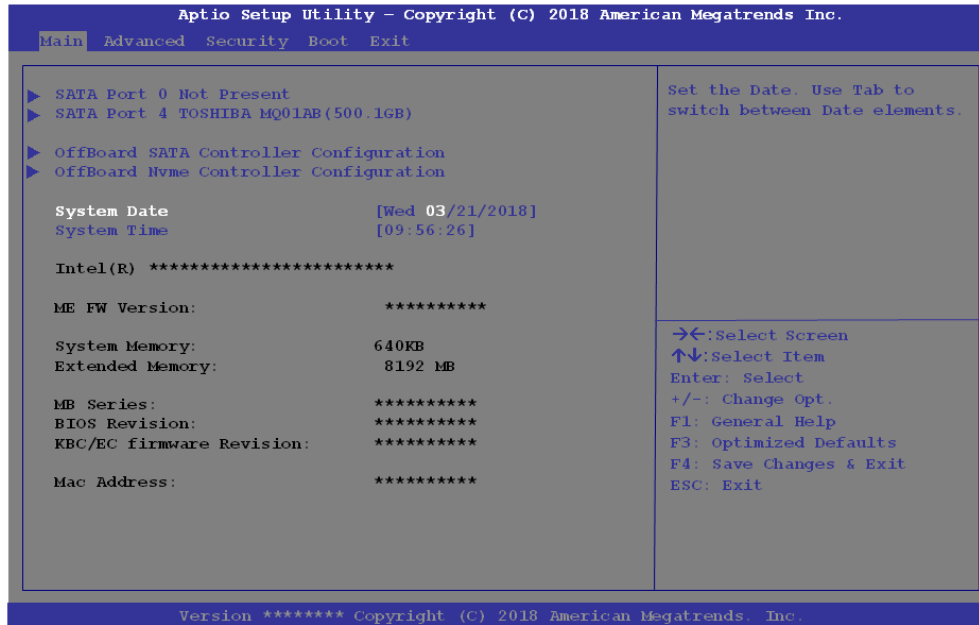 Aptio Setup Utility – Copyright (C) 2018 American Megatrends Inc.
Main Advanced Security Boot Exit
SATA Port 0 Not Present
SATA Port 4 TOSHIBA MQ01AB(500.1GB)
OffBoard SATA Controller Configuration
OffBoard Nvme Controller Configuration
System Date [Wed 03/21/2018]
System Time [09:56:26]
Intel(R) ************************
ME FW Version: **********
System Memory: 640KB
Extended Memory: 8192 MB
MB Series: **********
BIOS Revision: **********
KBC/EC firmware Revision: **********
Mac Address: **********
Set the Date. Use Tab to
switch between Date elements.
→←:Select Screen
↑↓:Select Item
Enter: Select
+/-: Change Opt.
F1: General Help
F3: Optimized Defaults
F4: Save Changes & Exit
ESC: Exit
Version ******** Copyright (C) 2018 American Megatrends. Inc.